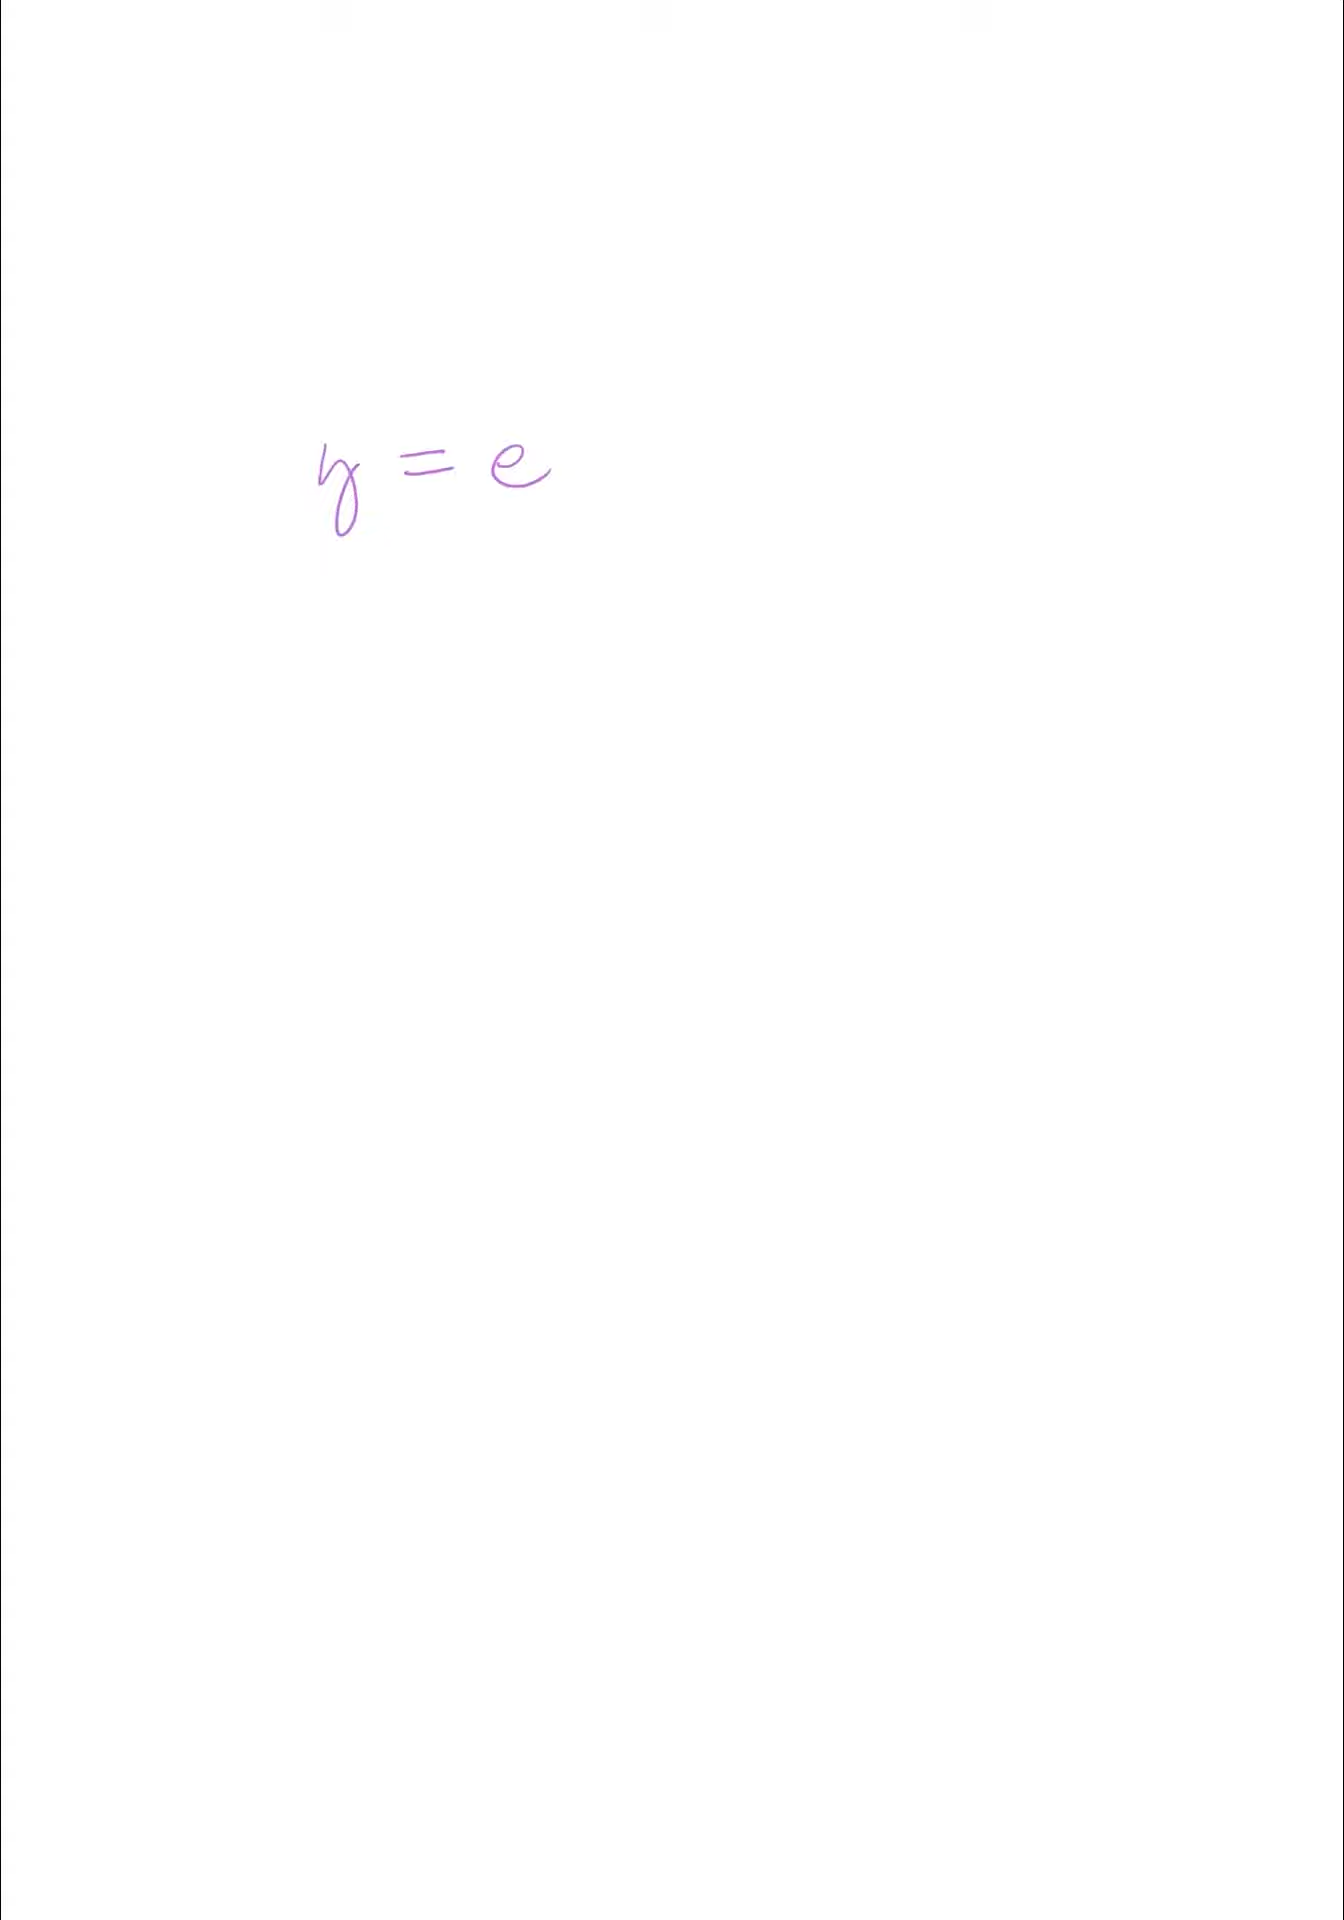 y = e